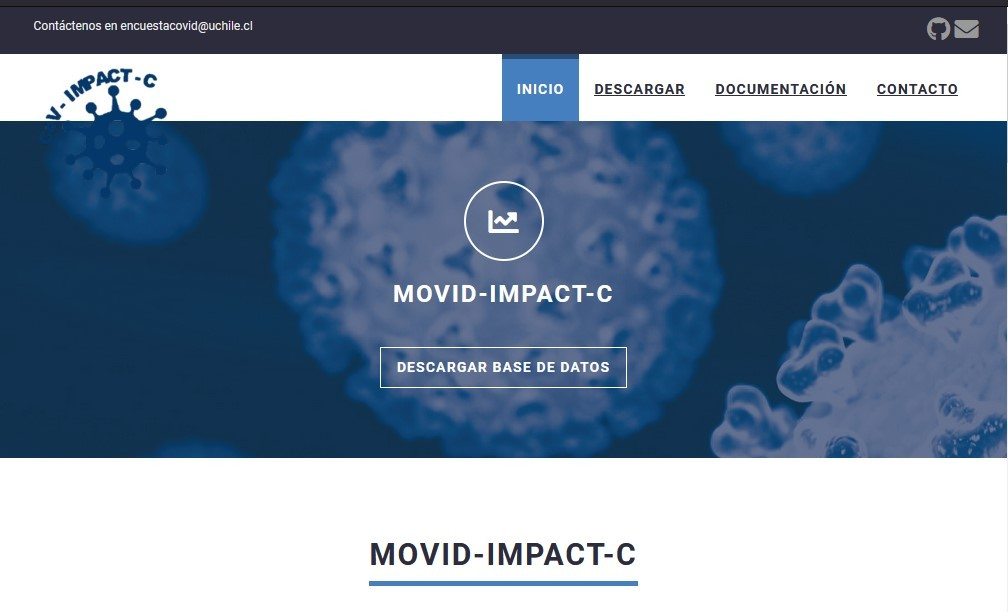 Contáctenos en encuestacovid@uchile.cl
V - IMPACT - C
INICIO
DESCARGAR
DOCUMENTACIÓN
CONTACTO
MOVID-IMPACT-C
DESCARGAR BASE DE DATOS
MOVID-IMPACT-C